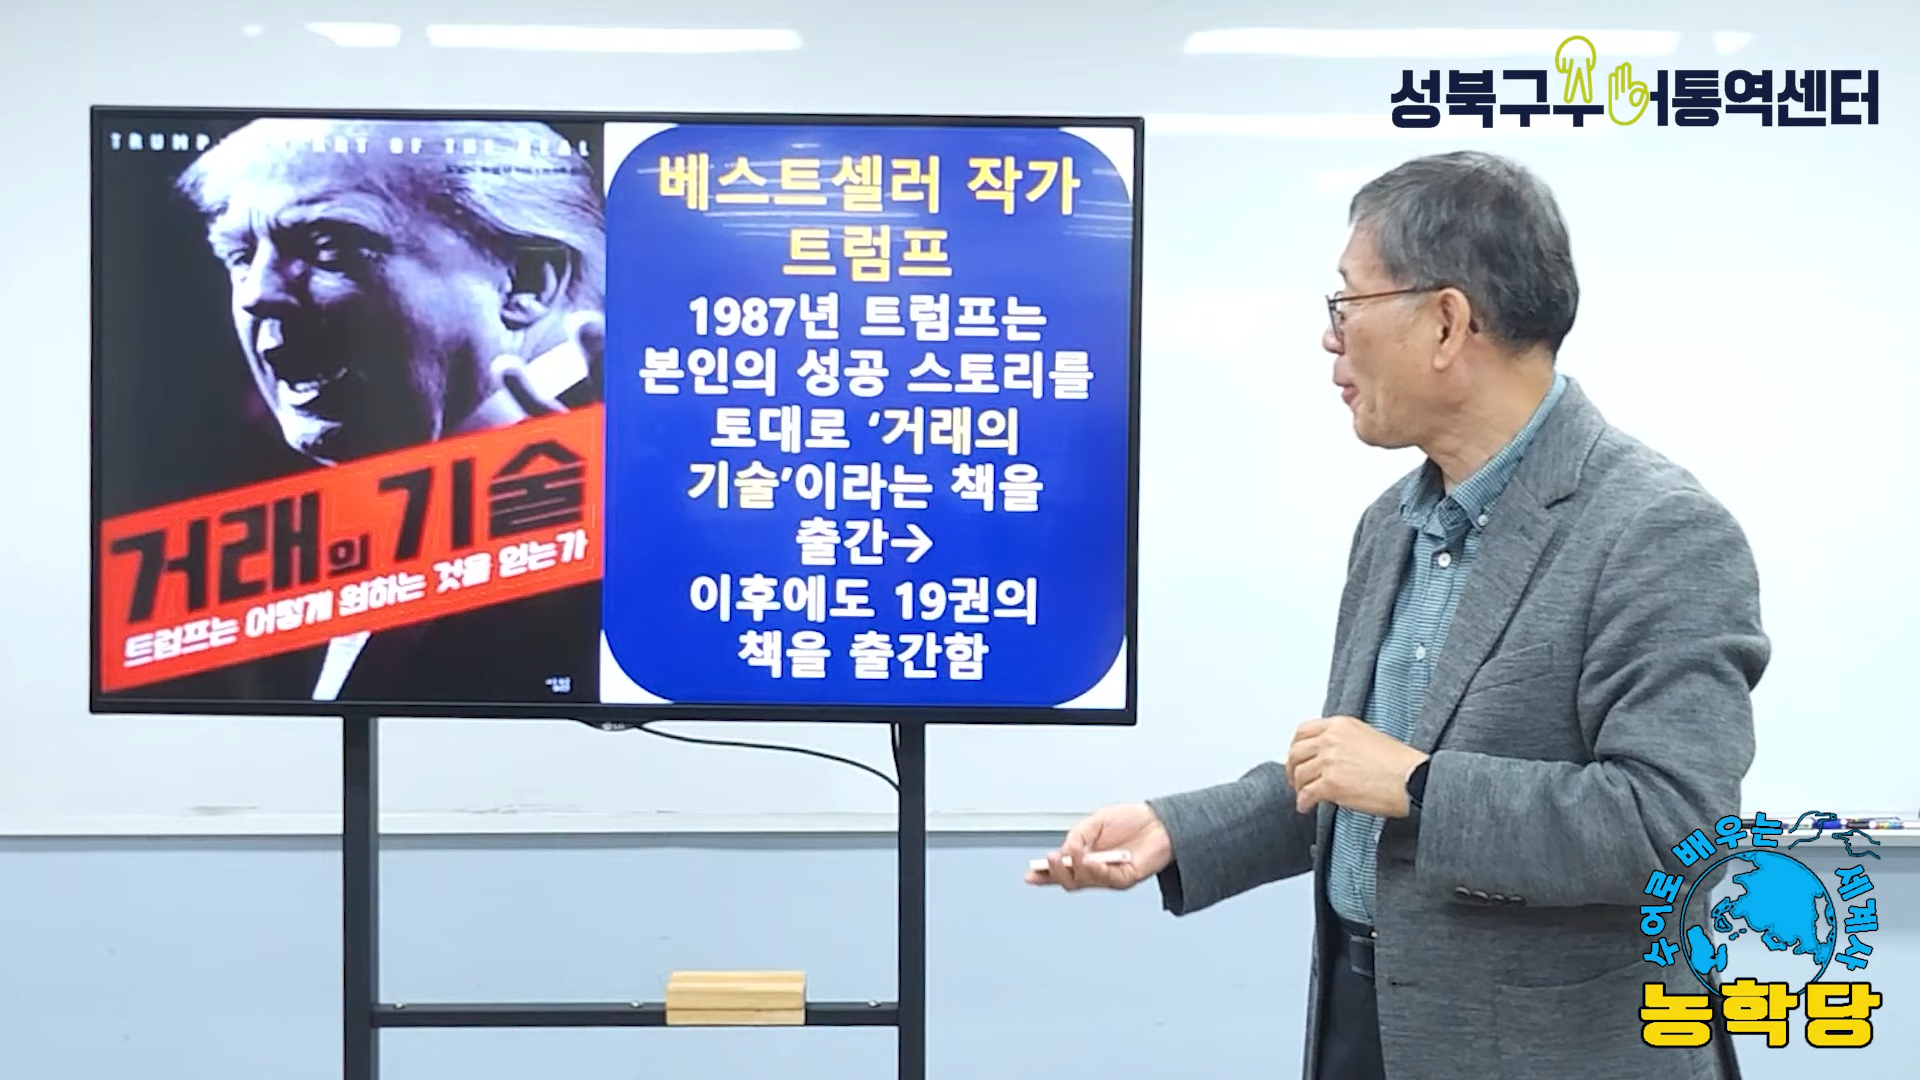 성북구수어통역센터
TRUMP
OF THE DEAL
거래의 기술
트럼프는 어떻게 원하는 것을 얻는가
베스트셀러 작가
트럼프
1987년 트럼프는
본인의 성공 스토리를
토대로 ‘거래의
기술’이라는 책을
출간→
이후에도 19권의
책을 출간함
수어로 배우는 세계사
농학당